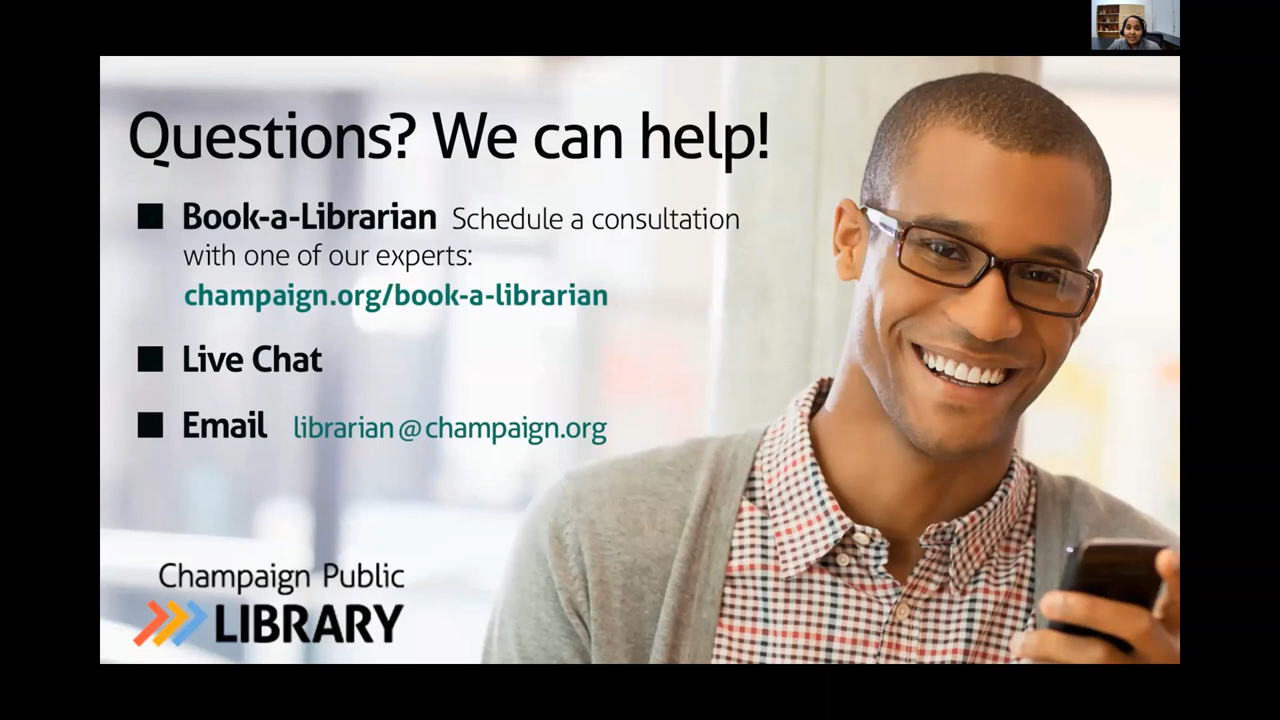 Questions? We can help!
Book-a-Librarian Schedule a consultation
with one of our experts:
champaign.org/book-a-librarian
Live Chat
Email librarian@champaign.org
Champaign Public
LIBRARY